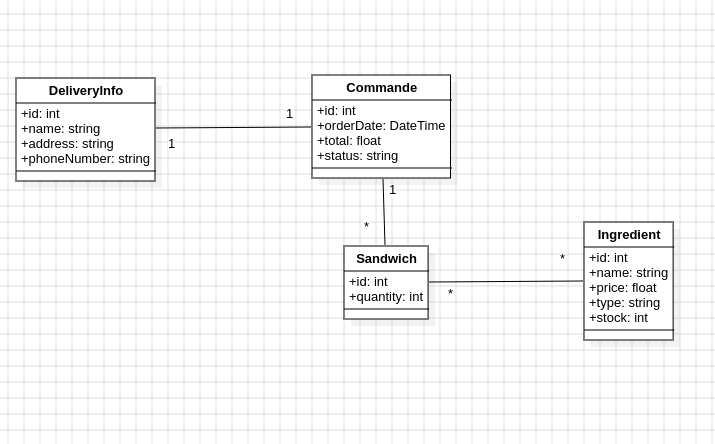 DeliveryInfo
+id: int
+name: string
+address: string
+phoneNumber: string
1
1
Commande
+id: int
+orderDate: DateTime
+total: float
+status: string
1
*
Sandwich
+id: int
+quantity: int
*
*
Ingredient
+id: int
+name: string
+price: float
+type: string
+stock: int